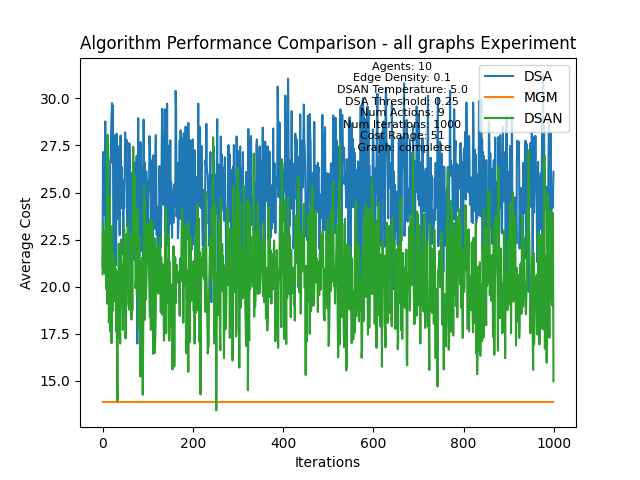 Algorithm Performance Comparison - all graphs Experiment
Agents: 10
Edge Density: 0.1
DSAN Temperature: 5.0
DSA Threshold: 0.25
Num Actions: 9
Num Iterations: 1000
Cost Range: 51
Graph: complete
DSA
MGM
DSAN
Average Cost
30.0
27.5
25.0
22.5
20.0
17.5
15.0
0 200 400 600 800 1000
Iterations